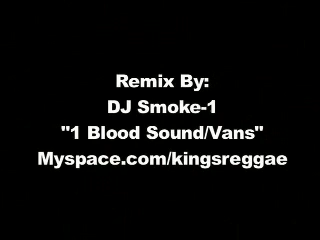 Remix By:
DJ Smoke-1
"1 Blood Sound/Vans"
Myspace.com/kingsreggae